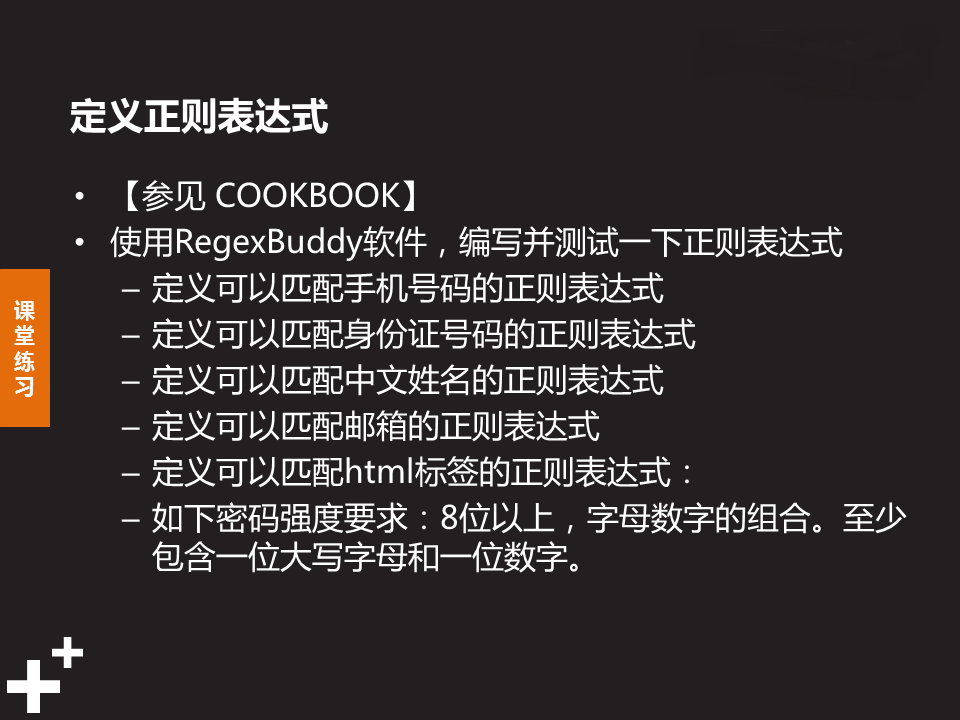 定义正则表达式
• 【参见 COOKBOOK】
• 使用RegexBuddy软件，编写并测试一下正则表达式
– 定义可以匹配手机号码的正则表达式
– 定义可以匹配身份证号码的正则表达式
– 定义可以匹配中文姓名的正则表达式
– 定义可以匹配邮箱的正则表达式
– 定义可以匹配html标签的正则表达式：
– 如下密码强度要求：8位以上，字母数字的组合。至少
包含一位大写字母和一位数字。
课
堂
练
习